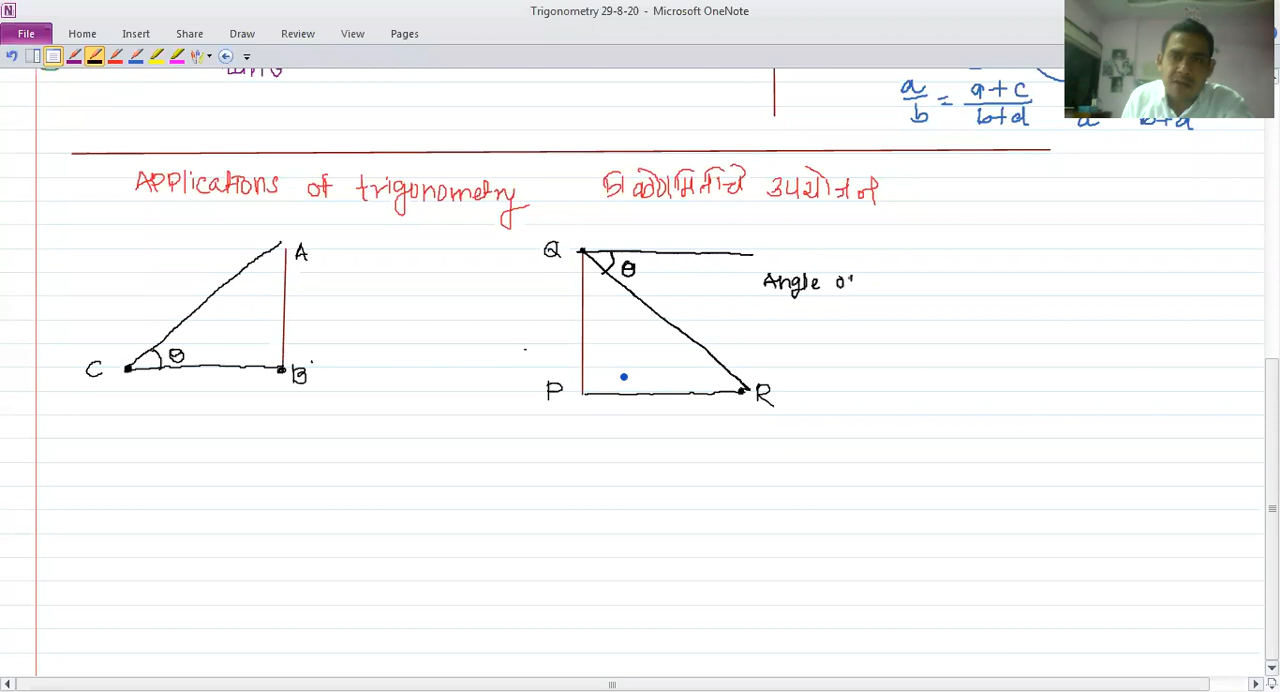 Trigonometry 29-8-20 - Microsoft OneNote
File Home Insert Share Draw Review View Pages
a/b = a+c/b+d
b+d
Applications of trigonometry त्रिकोणमितीचे उपयोजन
A
C θ B
Q θ
Angle o
P R